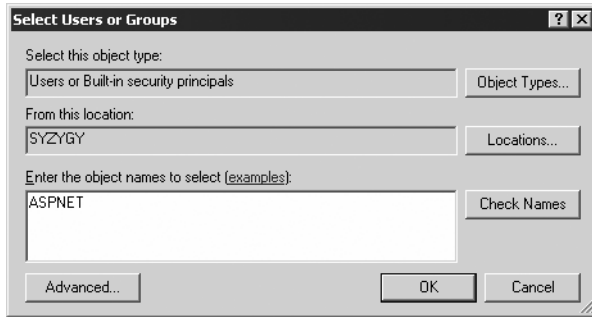 Select Users or Groups
Select this object type:
Users or Built-in security principals
Object Types...
From this location:
SYZYGY
Locations...
Enter the object names to select (examples):
ASPNET
Check Names
Advanced...
OK
Cancel